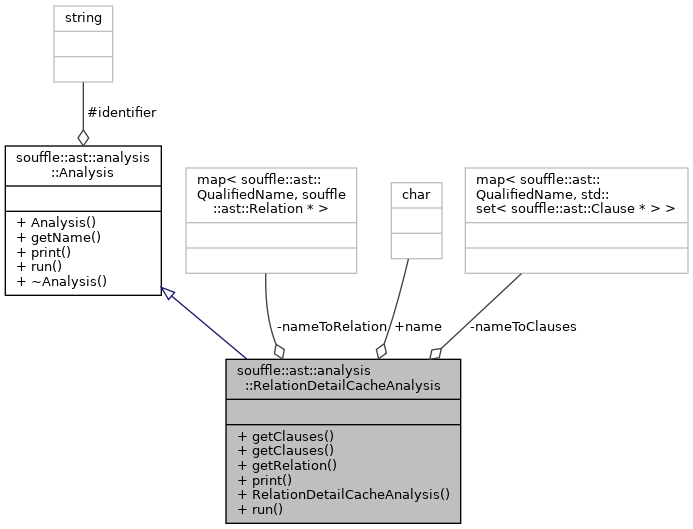 string
#identifier
souffle::ast::analysis
::Analysis
+ Analysis()
+ getName()
+ print()
+ run()
+ ~Analysis()
map< souffle::ast::
QualifiedName, souffle
::ast::Relation * >
char
map< souffle::ast::
QualifiedName, std::
set< souffle::ast::Clause * > >
-nameToRelation
+name
-nameToClauses
souffle::ast::analysis
::RelationDetailCacheAnalysis
+ getClauses()
+ getClauses()
+ getRelation()
+ print()
+ RelationDetailCacheAnalysis()
+ run()